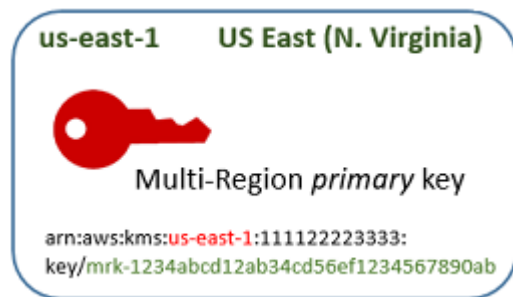 us-east-1 US East (N. Virginia)
Multi-Region primary key
arn:aws:kms:us-east-1:111122223333:
key/mrk-1234abcd12ab34cd56ef1234567890ab